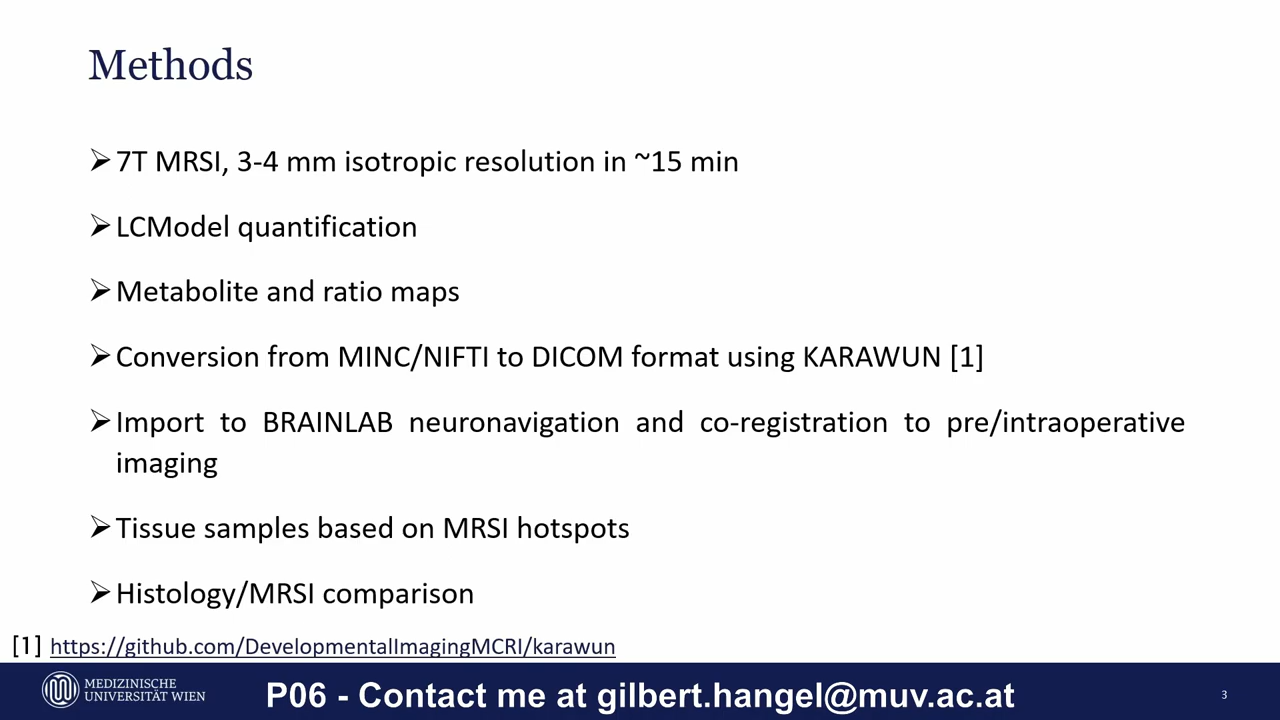 Methods
➢7T MRSI, 3-4 mm isotropic resolution in ~15 min
➢LCModel quantification
➢Metabolite and ratio maps
➢Conversion from MINC/NIFTI to DICOM format using KARAWUN [1]
➢Import to BRAINLAB neuronavigation and co-registration to pre/intraoperative
imaging
➢Tissue samples based on MRSI hotspots
➢Histology/MRSI comparison
[1] https://github.com/DevelopmentalImagingMCRI/karawun
MEDIZINISCHE
UNIVERSITÄT WIEN
P06 - Contact me at gilbert.hangel@muv.ac.at
3